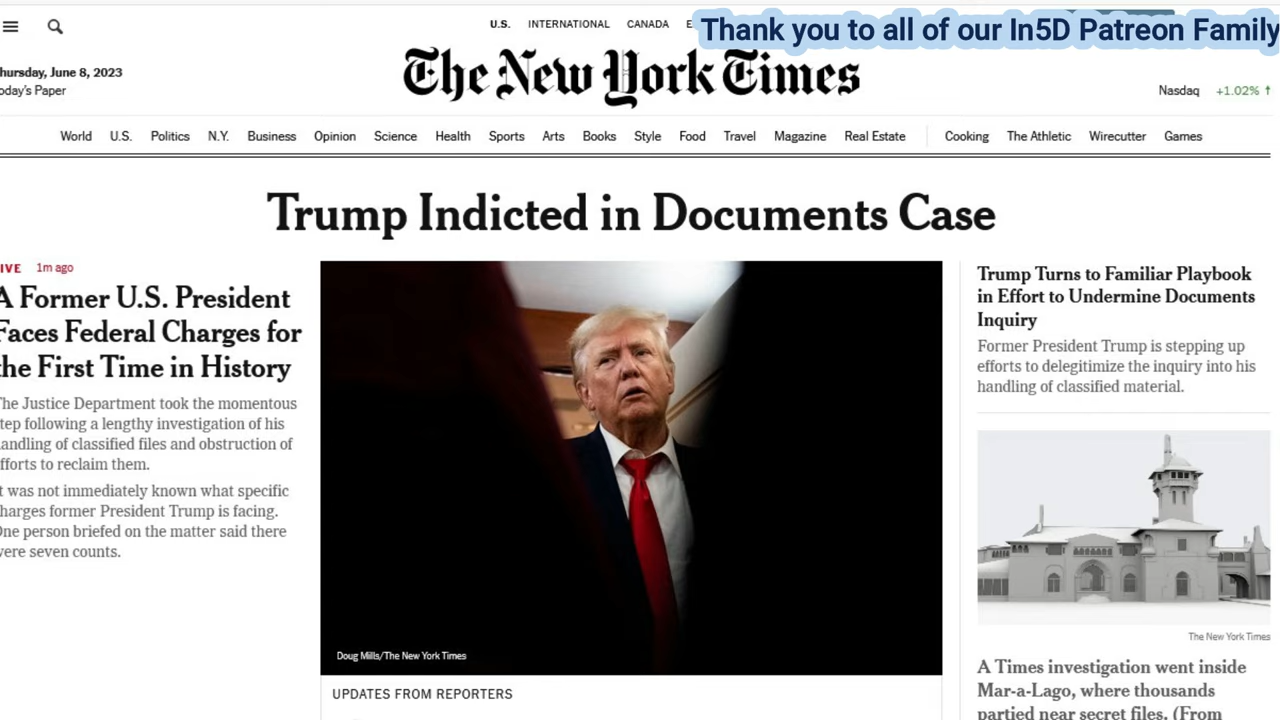 U.S. INTERNATIONAL CANADA E
Thank you to all of our In5D Patreon Family
The New York Times
hursday, June 8, 2023
oday's Paper
Nasdaq +1.02% ↑
World U.S. Politics N.Y. Business Opinion Science Health Sports Arts Books Style Food Travel Magazine Real Estate Cooking The Athletic Wirecutter Games
Trump Indicted in Documents Case
IVE 1m ago
A Former U.S. President
Faces Federal Charges for
the First Time in History
The Justice Department took the momentous
tep following a lengthy investigation of his
andling of classified files and obstruction of
fforts to reclaim them.
t was not immediately known what specific
harges former President Trump is facing.
One person briefed on the matter said there
were seven counts.
Doug Mills/The New York Times
UPDATES FROM REPORTERS
Trump Turns to Familiar Playbook
in Effort to Undermine Documents
Inquiry
Former President Trump is stepping up
efforts to delegitimize the inquiry into his
handling of classified material.
The New York Times
A Times investigation went inside
Mar-a-Lago, where thousands
partied near secret files. (From